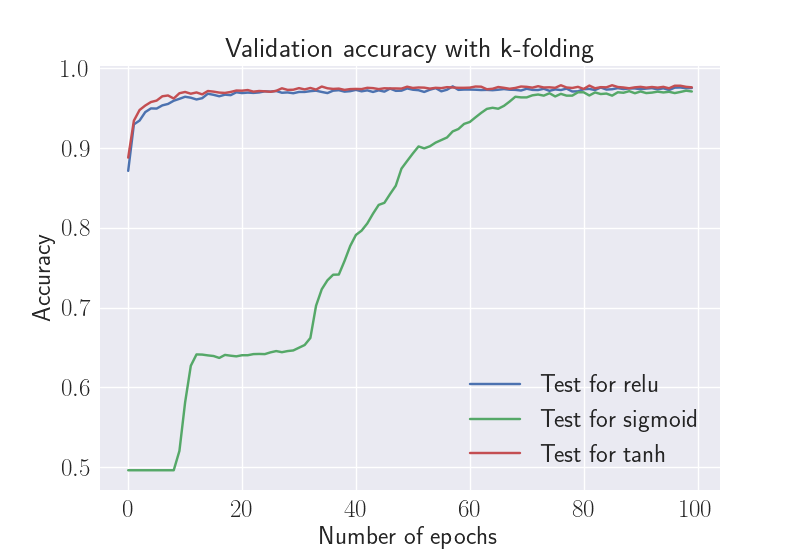 Validation accuracy with k-folding
1.0
0.9
0.8
0.7
0.6
0.5
Accuracy
Test for relu
Test for sigmoid
Test for tanh
0 20 40 60 80 100
Number of epochs